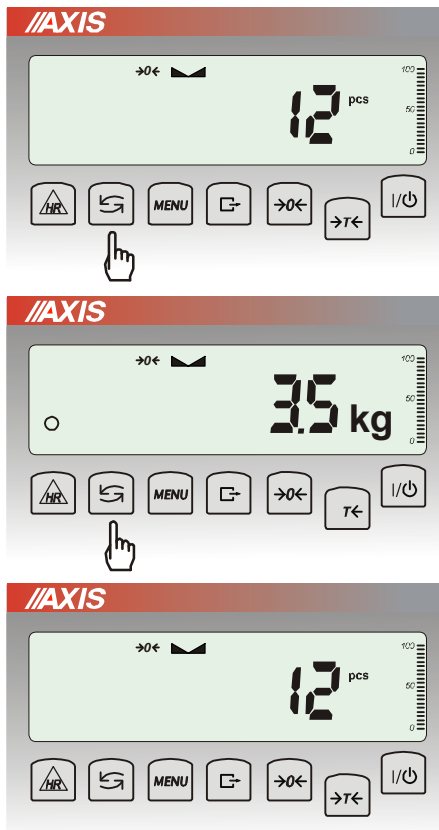 AXIS
→0← 100
12 pcs 50
0
HR MENU →0← →T← I/⏻
AXIS
→0← 100
3.5 kg 50
0
HR MENU →0← T← I/⏻
AXIS
→0← 100
12 pcs 50
0
HR MENU →0← →T← I/⏻